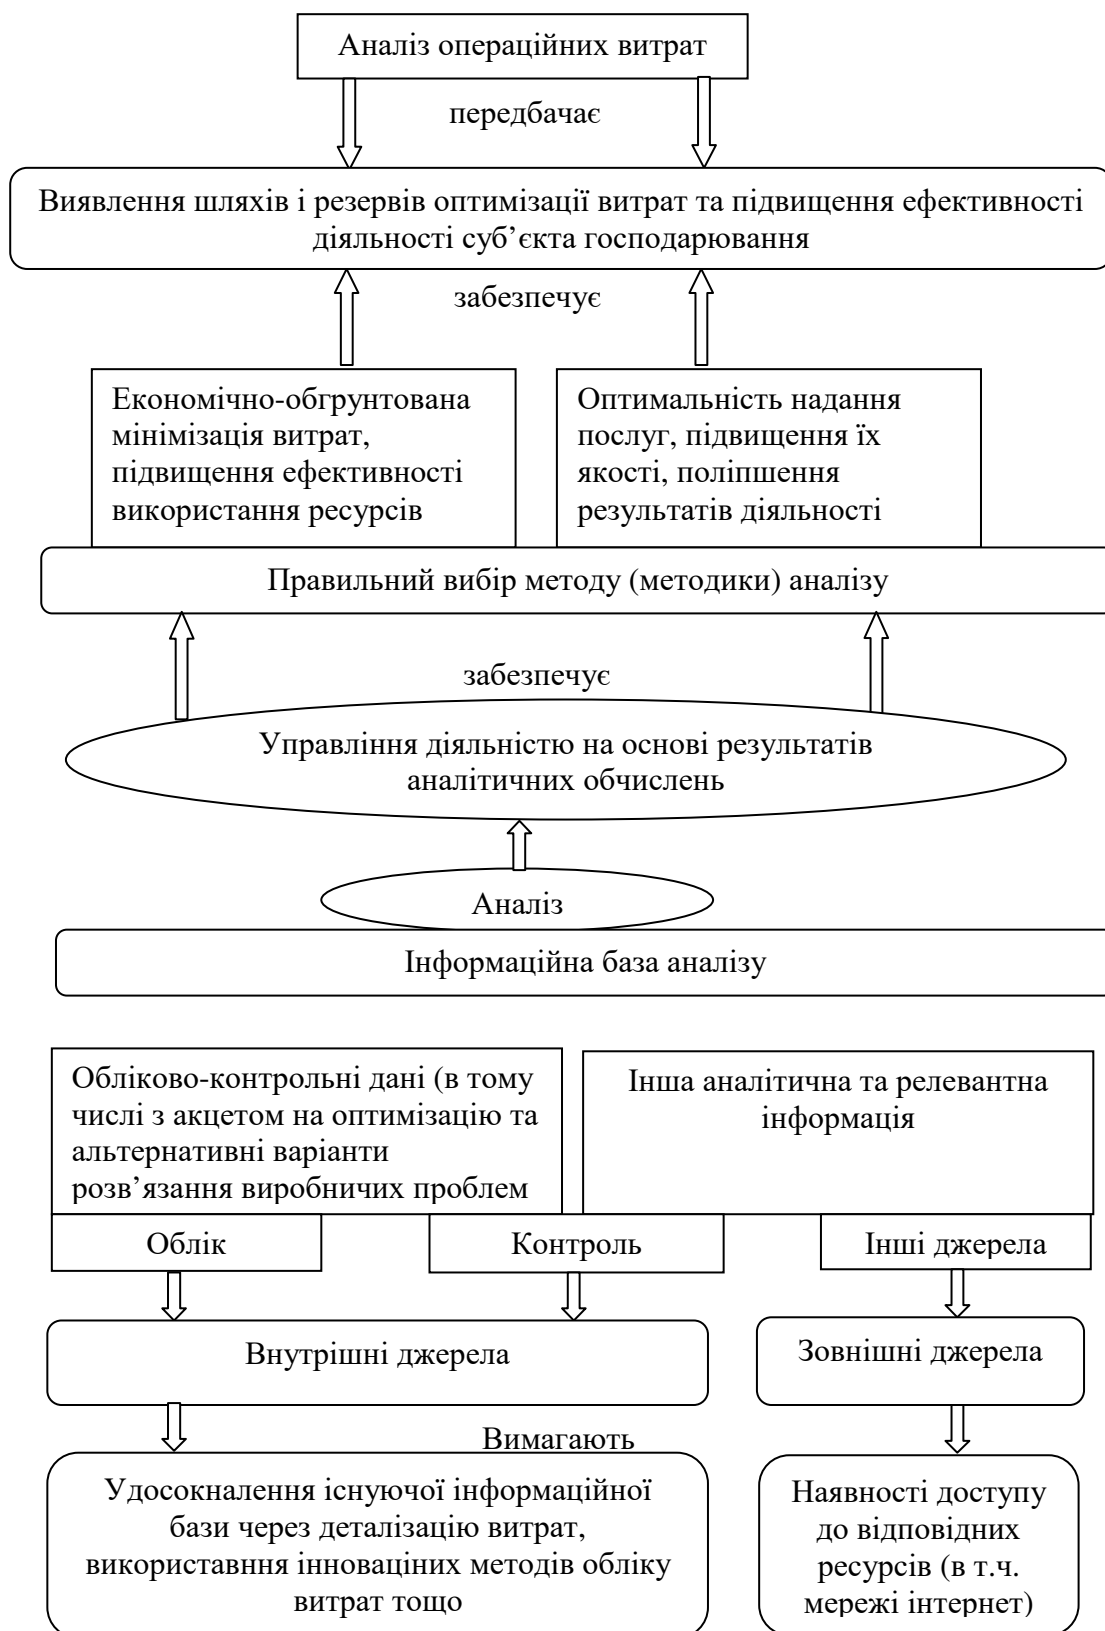 Аналіз операційних витрат
передбачає
Виявлення шляхів і резервів оптимізації витрат та підвищення ефективності
діяльності суб’єкта господарювання
забезпечує
Економічно-обгрунтована
мінімізація витрат,
підвищення ефективності
використання ресурсів
Оптимальність надання
послуг, підвищення їх
якості, поліпшення
результатів діяльності
Правильний вибір методу (методики) аналізу
забезпечує
Управління діяльністю на основі результатів
аналітичних обчислень
Аналіз
Інформаційна база аналізу
Обліково-контрольні дані (в тому
числі з акцетом на оптимізацію та
альтернативні варіанти
розв’язання виробничих проблем
Інша аналітична та релевантна
інформація
Облік
Контроль
Інші джерела
Внутрішні джерела
Зовнішні джерела
Вимагають
Удосокналення існуючої інформаційної
бази через деталізацію витрат,
використавння інноваціних методів обліку
витрат тощо
Наявності доступу
до відповідних
ресурсів (в т.ч.
мережі інтернет)